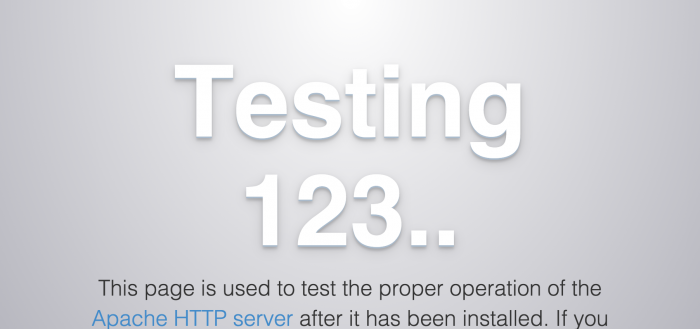 Testing
123..
This page is used to test the proper operation of the
Apache HTTP server after it has been installed. If you